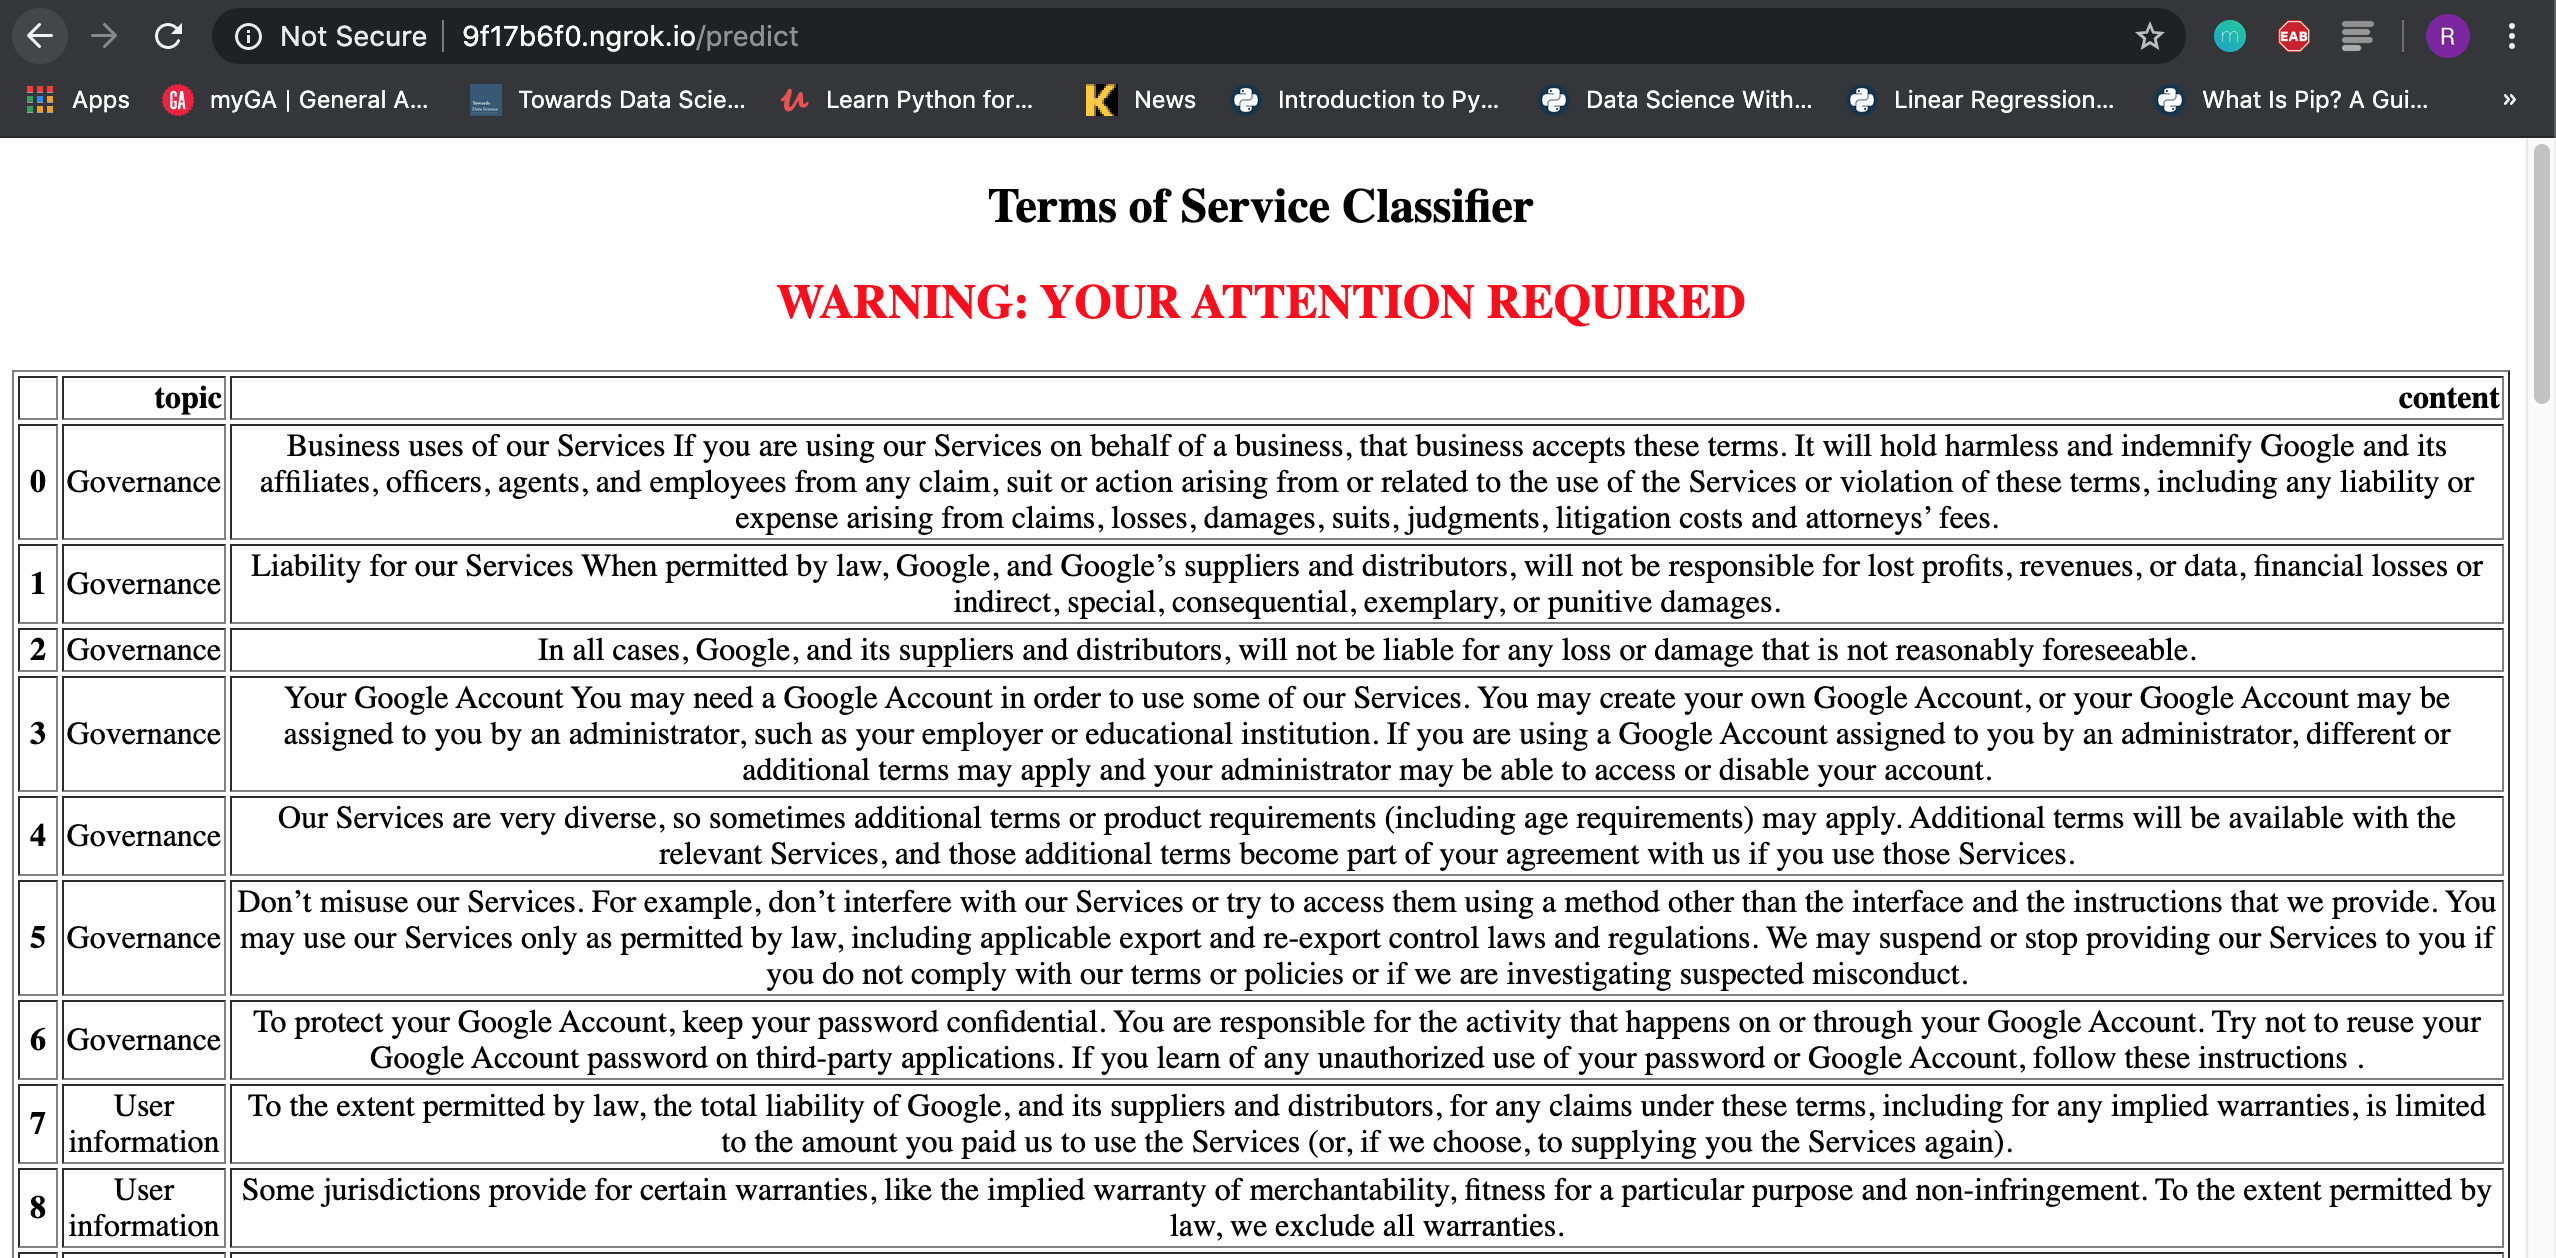 Not Secure 9f17b6f0.ngrok.io/predict EAB R
Apps GA myGA | General A... Towards Data Scie... Learn Python for... K News Introduction to Py... Data Science With... Linear Regression... What Is Pip? A Gui... »
Terms of Service Classifier
WARNING: YOUR ATTENTION REQUIRED
topic content
0 Governance Business uses of our Services If you are using our Services on behalf of a business, that business accepts these terms. It will hold harmless and indemnify Google and its
affiliates, officers, agents, and employees from any claim, suit or action arising from or related to the use of the Services or violation of these terms, including any liability or
expense arising from claims, losses, damages, suits, judgments, litigation costs and attorneys’ fees.
1 Governance Liability for our Services When permitted by law, Google, and Google’s suppliers and distributors, will not be responsible for lost profits, revenues, or data, financial losses or
indirect, special, consequential, exemplary, or punitive damages.
2 Governance In all cases, Google, and its suppliers and distributors, will not be liable for any loss or damage that is not reasonably foreseeable.
3 Governance Your Google Account You may need a Google Account in order to use some of our Services. You may create your own Google Account, or your Google Account may be
assigned to you by an administrator, such as your employer or educational institution. If you are using a Google Account assigned to you by an administrator, different or
additional terms may apply and your administrator may be able to access or disable your account.
4 Governance Our Services are very diverse, so sometimes additional terms or product requirements (including age requirements) may apply. Additional terms will be available with the
relevant Services, and those additional terms become part of your agreement with us if you use those Services.
5 Governance Don’t misuse our Services. For example, don’t interfere with our Services or try to access them using a method other than the interface and the instructions that we provide. You
may use our Services only as permitted by law, including applicable export and re-export control laws and regulations. We may suspend or stop providing our Services to you if
you do not comply with our terms or policies or if we are investigating suspected misconduct.
6 Governance To protect your Google Account, keep your password confidential. You are responsible for the activity that happens on or through your Google Account. Try not to reuse your
Google Account password on third-party applications. If you learn of any unauthorized use of your password or Google Account, follow these instructions .
7 User information To the extent permitted by law, the total liability of Google, and its suppliers and distributors, for any claims under these terms, including for any implied warranties, is limited
to the amount you paid us to use the Services (or, if we choose, to supplying you the Services again).
8 User information Some jurisdictions provide for certain warranties, like the implied warranty of merchantability, fitness for a particular purpose and non-infringement. To the extent permitted by
law, we exclude all warranties.